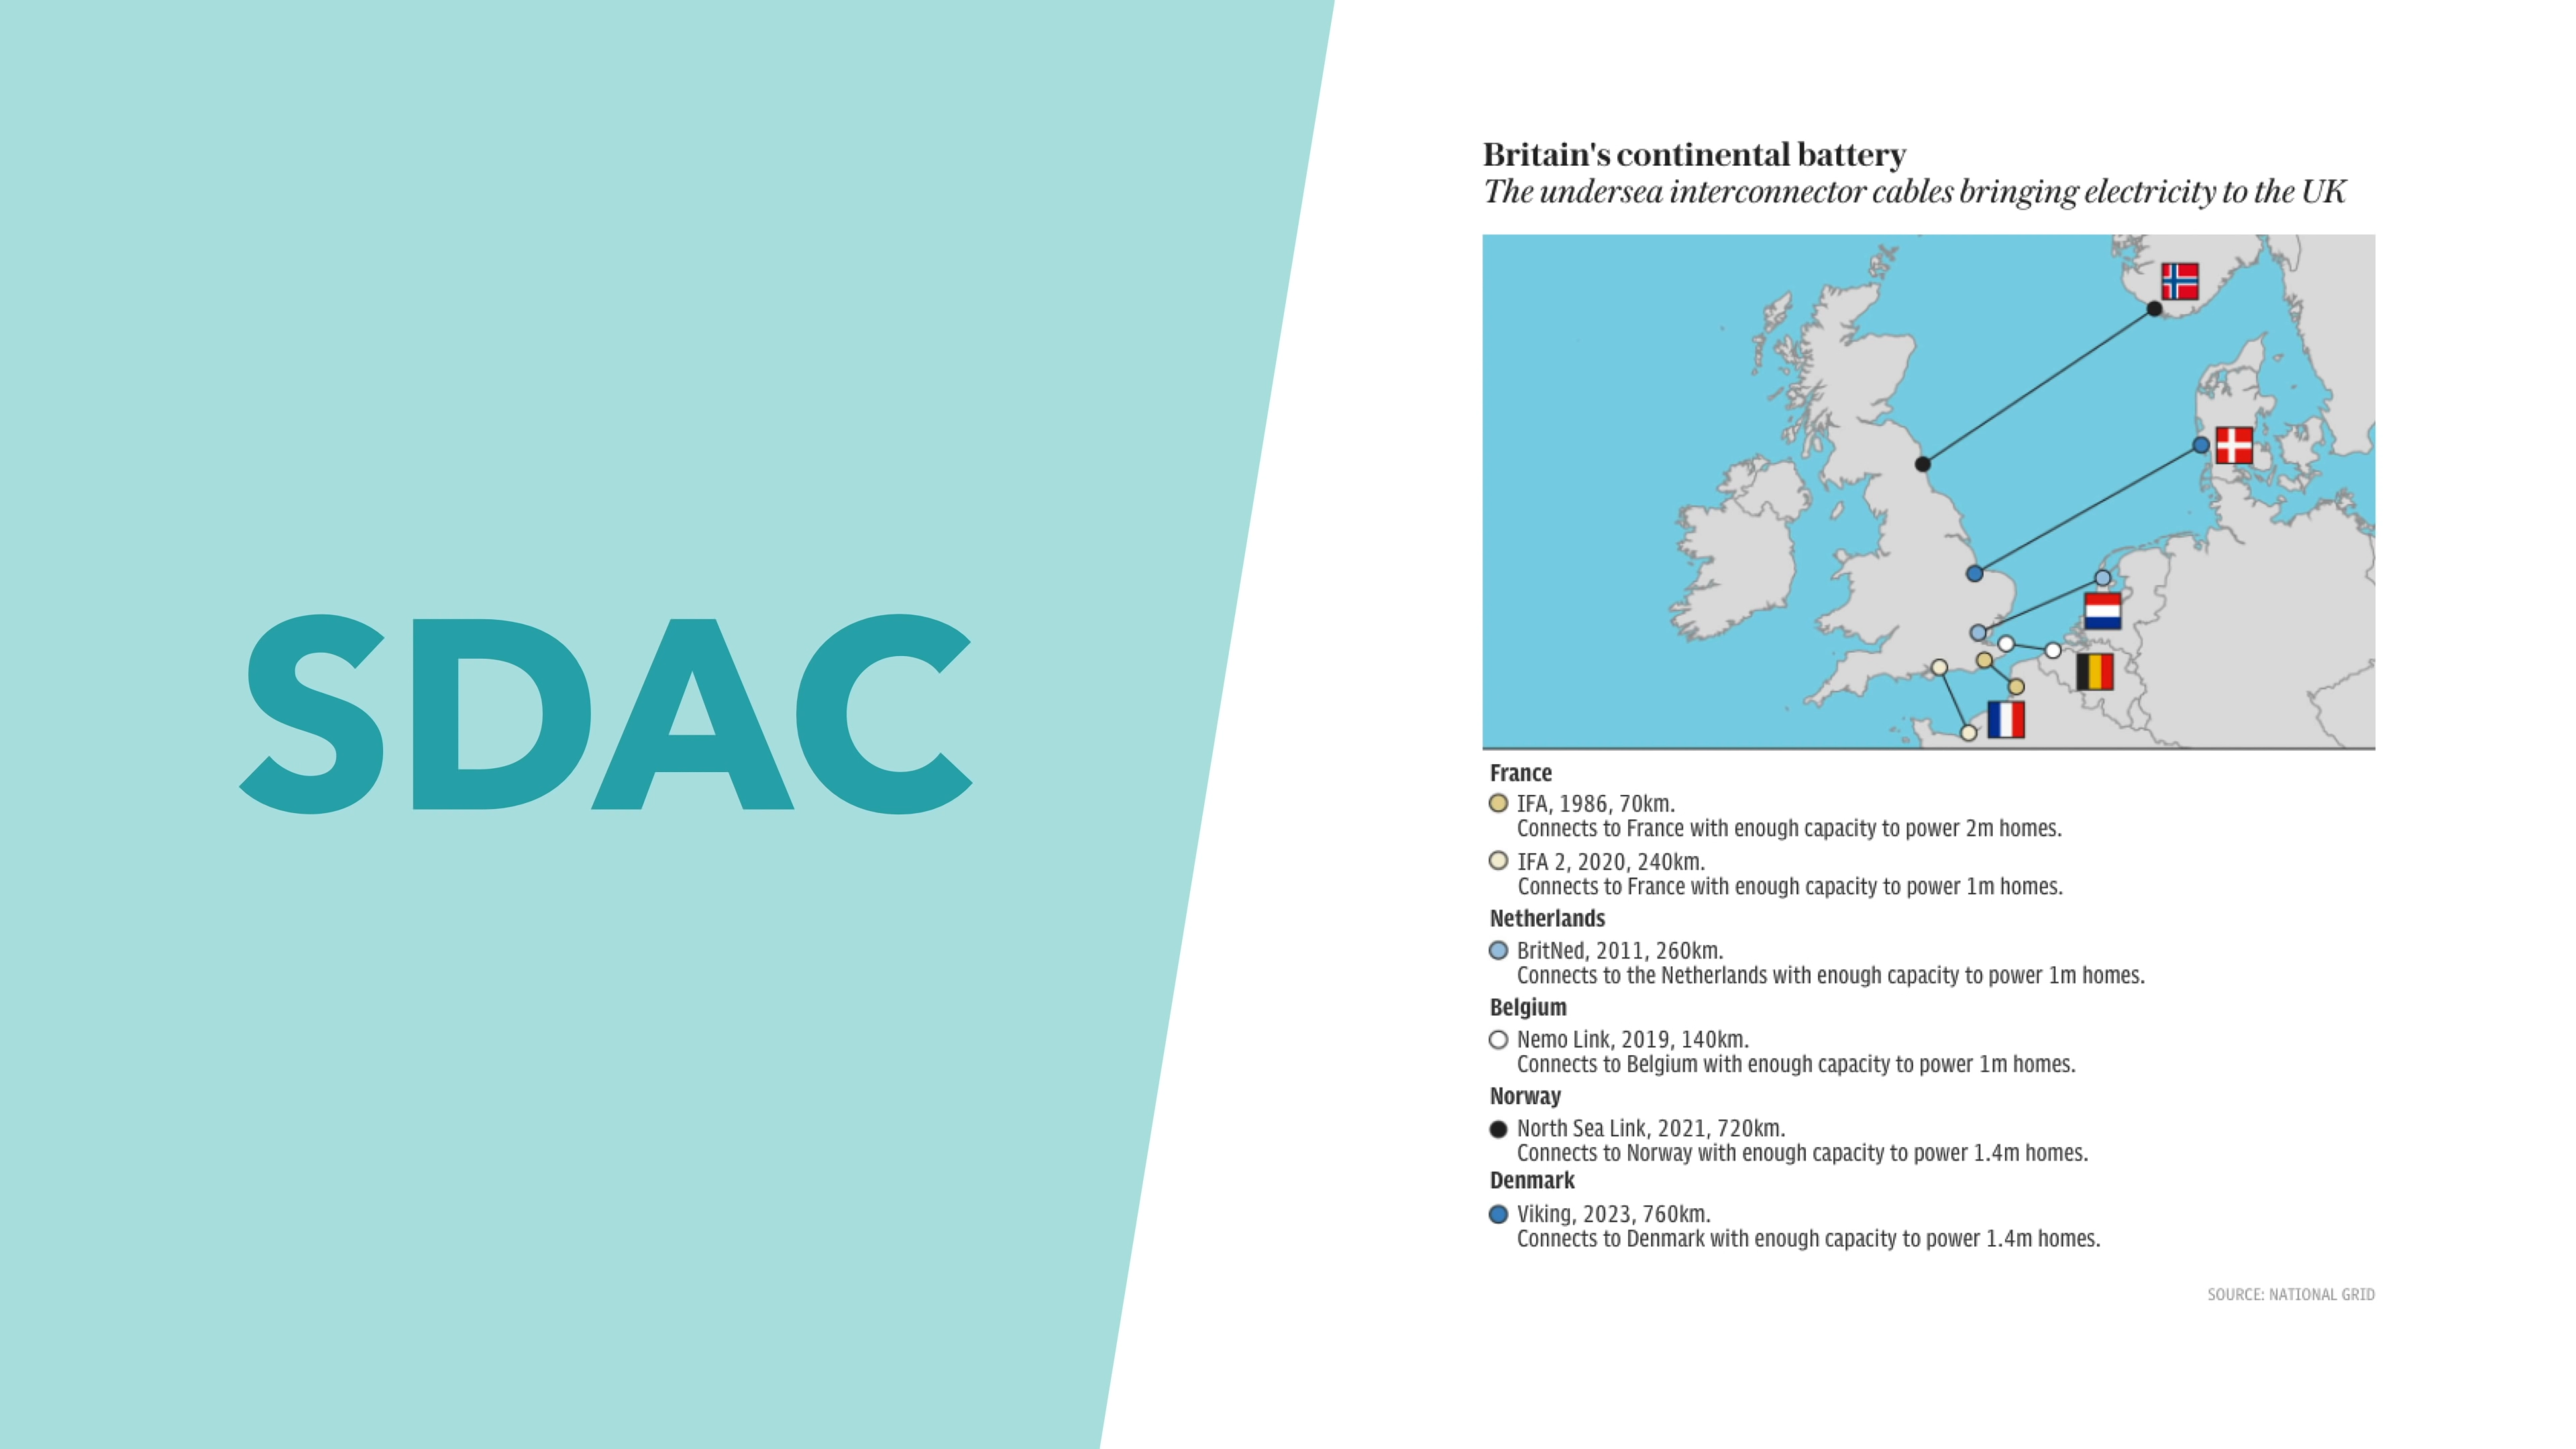 SDAC
Britain's continental battery
The undersea interconnector cables bringing electricity to the UK
France
IFA, 1986, 70km.
Connects to France with enough capacity to power 2m homes.
IFA 2, 2020, 240km.
Connects to France with enough capacity to power 1m homes.
Netherlands
BritNed, 2011, 260km.
Connects to the Netherlands with enough capacity to power 1m homes.
Belgium
Nemo Link, 2019, 140km.
Connects to Belgium with enough capacity to power 1m homes.
Norway
North Sea Link, 2021, 720km.
Connects to Norway with enough capacity to power 1.4m homes.
Denmark
Viking, 2023, 760km.
Connects to Denmark with enough capacity to power 1.4m homes.
SOURCE: NATIONAL GRID